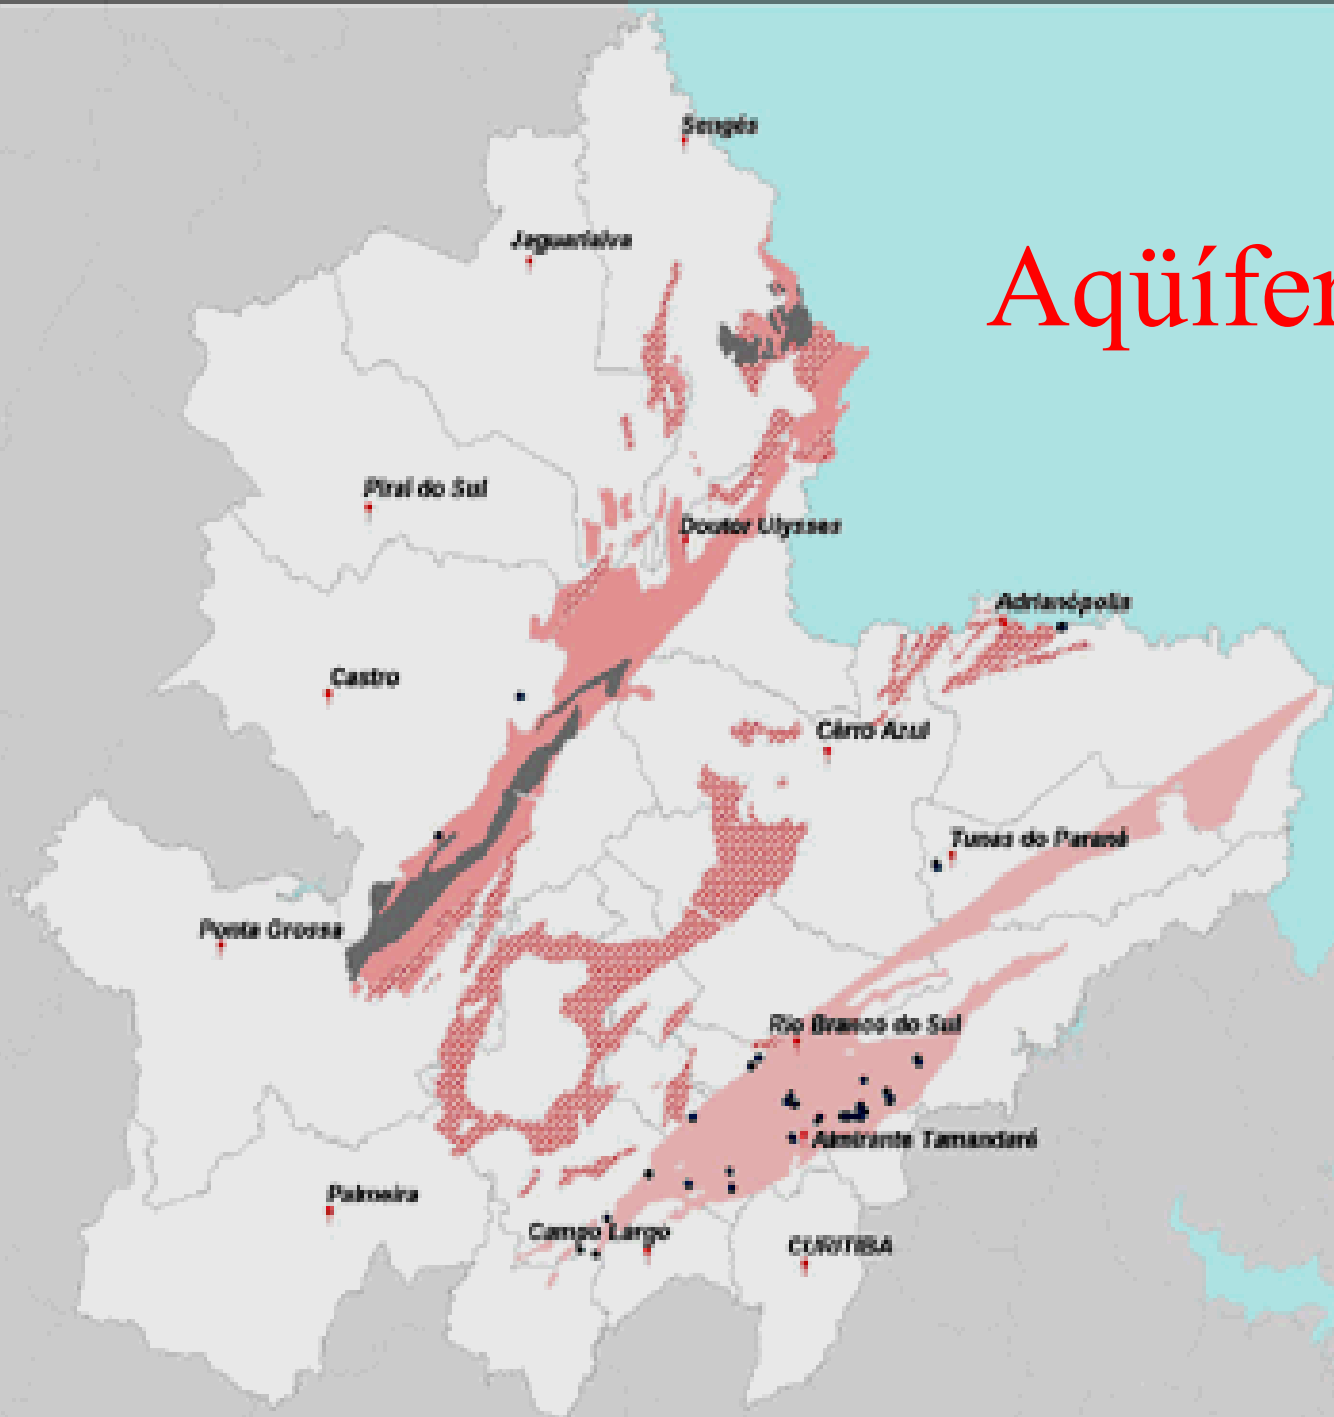 Sengés
Jaguariaíva
Aqüífer
Piraí do Sul
Doutor Ulysses
Adrianópolis
Castro
Cêrro Azul
Tunas do Paraná
Ponta Grossa
Rio Branco do Sul
Almirante Tamandaré
Palmeira
Campo Largo
CURITIBA